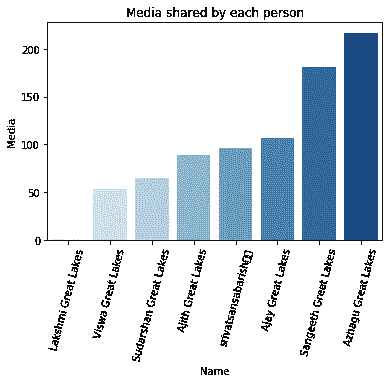 Media shared by each person
200
150
100
50
0
Media
Lakshmi Great Lakes
Viswa Great Lakes
Sudarshan Great Lakes
Ajith Great Lakes
srivatsansabarish
Ajay Great Lakes
Sangeeth Great Lakes
Azhagu Great Lakes
Name